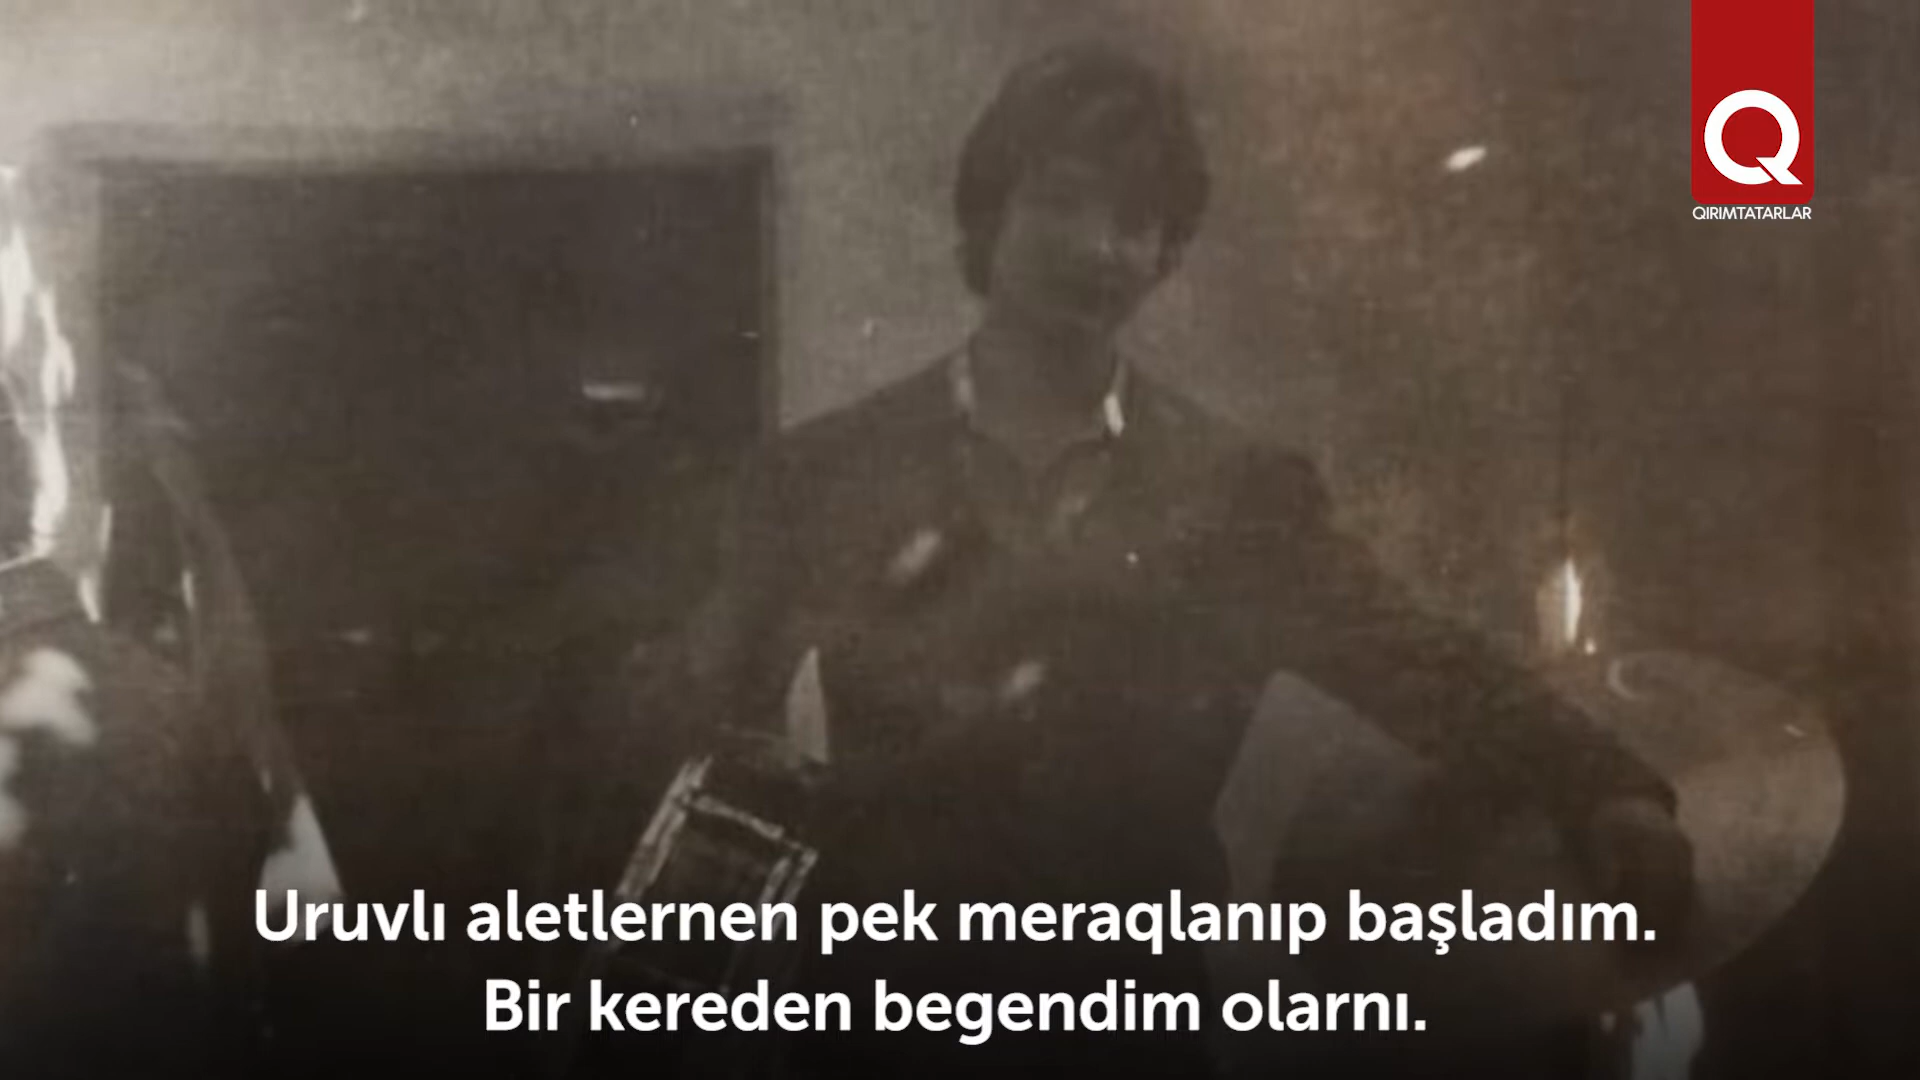 QIRIMTATARLAR
Uruvlı aletlernen pek meraqlanıp başladım.
Bir kereden begendim olarnı.